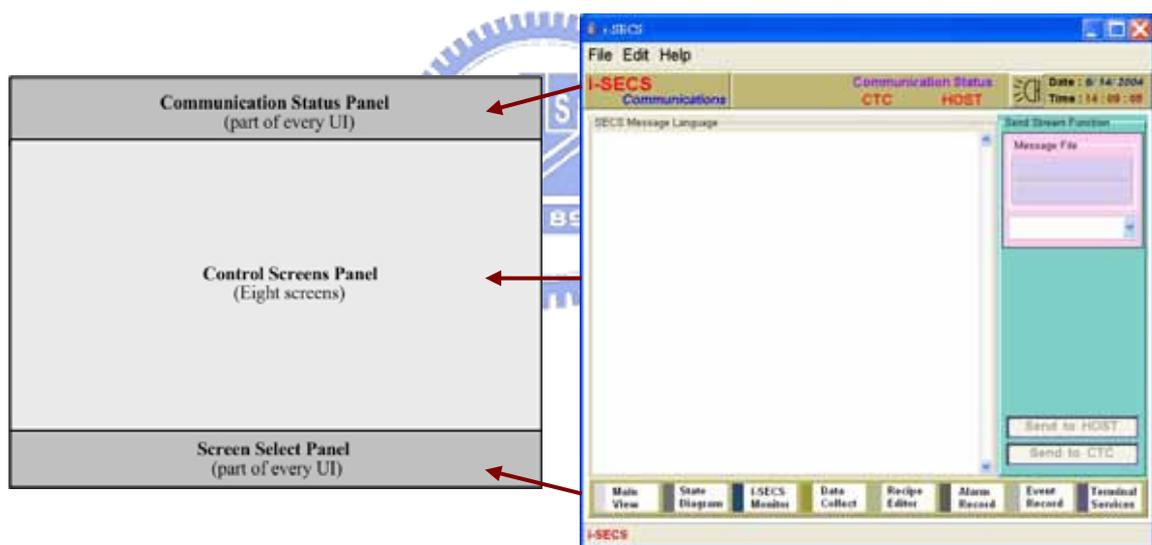 Communication Status Panel
(part of every UI)
Control Screens Panel
(Eight screens)
Screen Select Panel
(part of every UI)
S
89
i-SECS
File Edit Help
I-SECS
Communications
Communication Status
CTC HOST
Date : 6/ 14/ 2004
Time : 14 : 09 : 05
SECS Message Language
Send Stream Function
Message File
Send to HOST
Send to CTC
Main View
State Diagram
I-SECS Monitor
Data Collect
Recipe Editor
Alarm Record
Event Record
Terminal Services
I-SECS